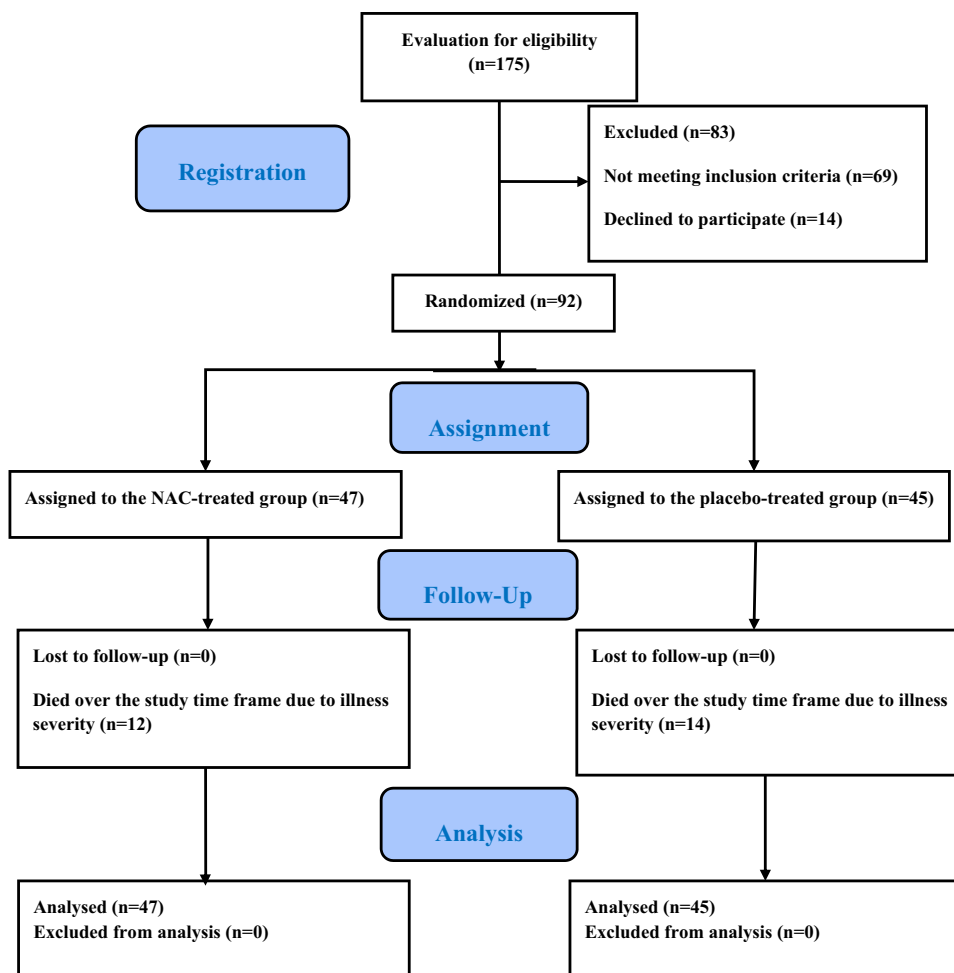 Evaluation for eligibility
(n=175)
Registration
Excluded (n=83)
Not meeting inclusion criteria (n=69)
Declined to participate (n=14)
Randomized (n=92)
Assignment
Assigned to the NAC-treated group (n=47)
Assigned to the placebo-treated group (n=45)
Follow-Up
Lost to follow-up (n=0)
Died over the study time frame due to illness
severity (n=12)
Lost to follow-up (n=0)
Died over the study time frame due to illness
severity (n=14)
Analysis
Analysed (n=47)
Excluded from analysis (n=0)
Analysed (n=45)
Excluded from analysis (n=0)